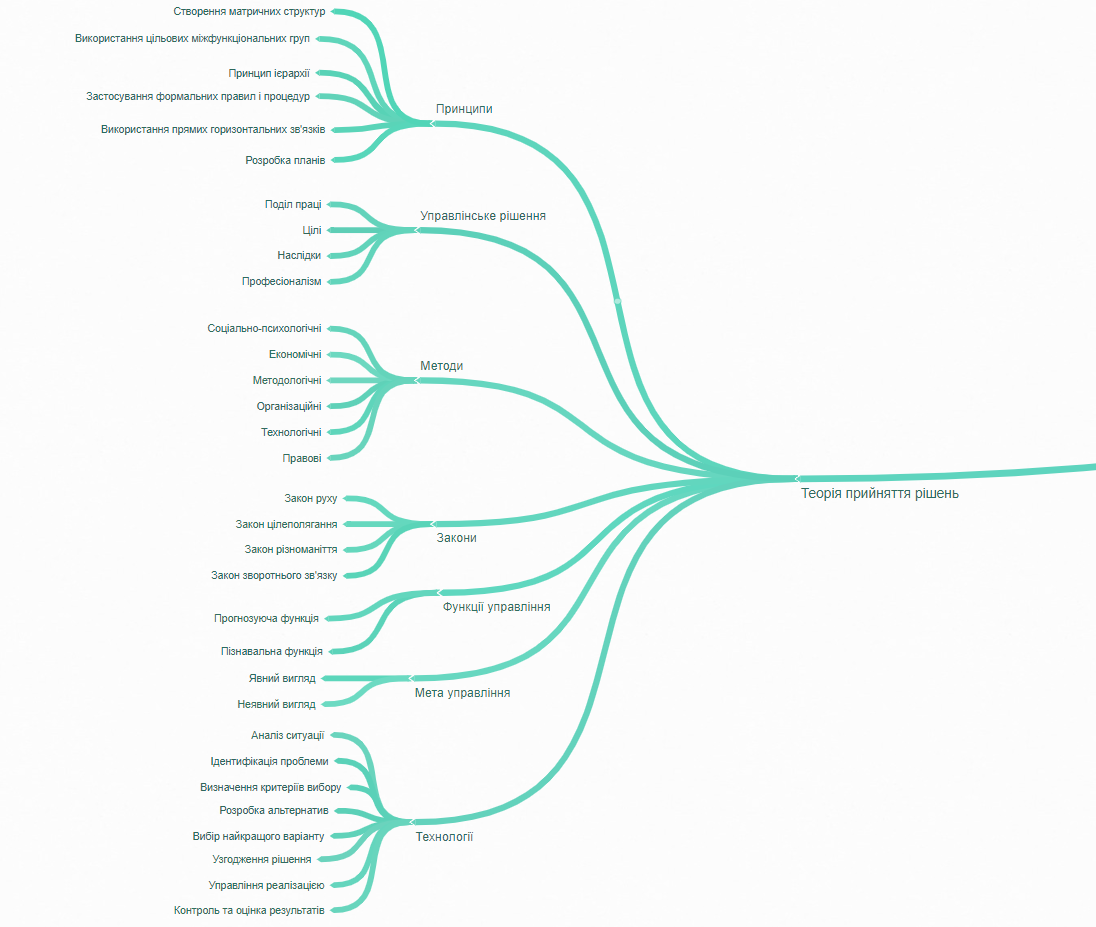 Створення матричних структур
Використання цільових міжфункціональних груп
Принцип ієрархії
Застосування формальних правил і процедур
Принципи
Використання прямих горизонтальних зв'язків
Розробка планів
Поділ праці
Управлінське рішення
Цілі
Наслідки
Професіоналізм
Соціально-психологічні
Економічні
Методи
Методологічні
Організаційні
Технологічні
Правові
Теорія прийняття рішень
Закон руху
Закон цілеполягання
Закони
Закон різноманіття
Закон зворотнього зв'язку
Функції управління
Прогнозуюча функція
Пізнавальна функція
Явний вигляд
Мета управління
Неявний вигляд
Аналіз ситуації
Ідентифікація проблеми
Визначення критеріїв вибору
Розробка альтернатив
Вибір найкращого варіанту
Технології
Узгодження рішення
Управління реалізацією
Контроль та оцінка результатів